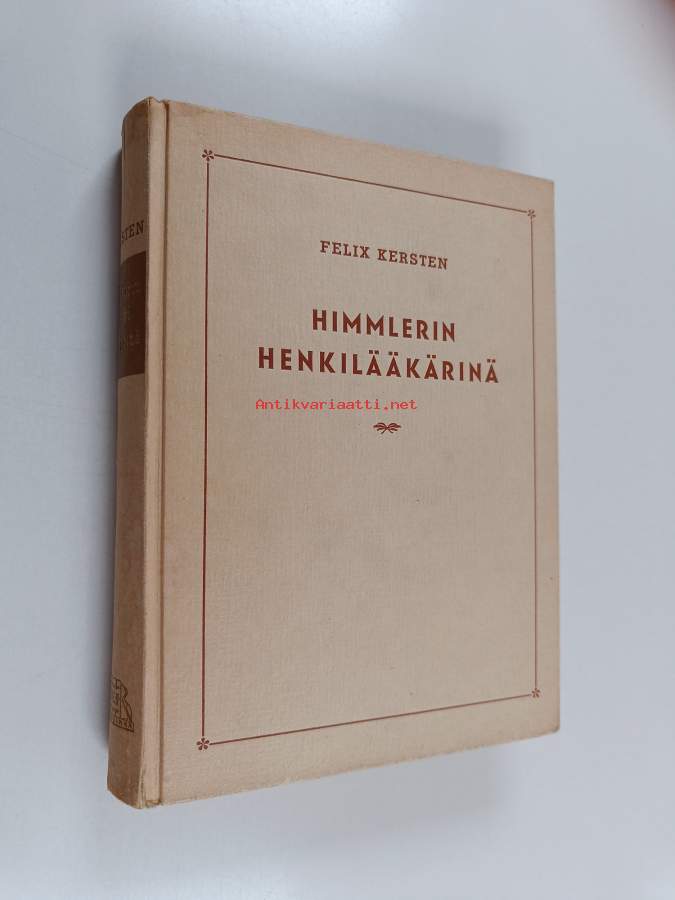 FELIX KERSTEN
HIMMLERIN
HENKILÄÄKÄRINÄ
Antikvariaatti.net